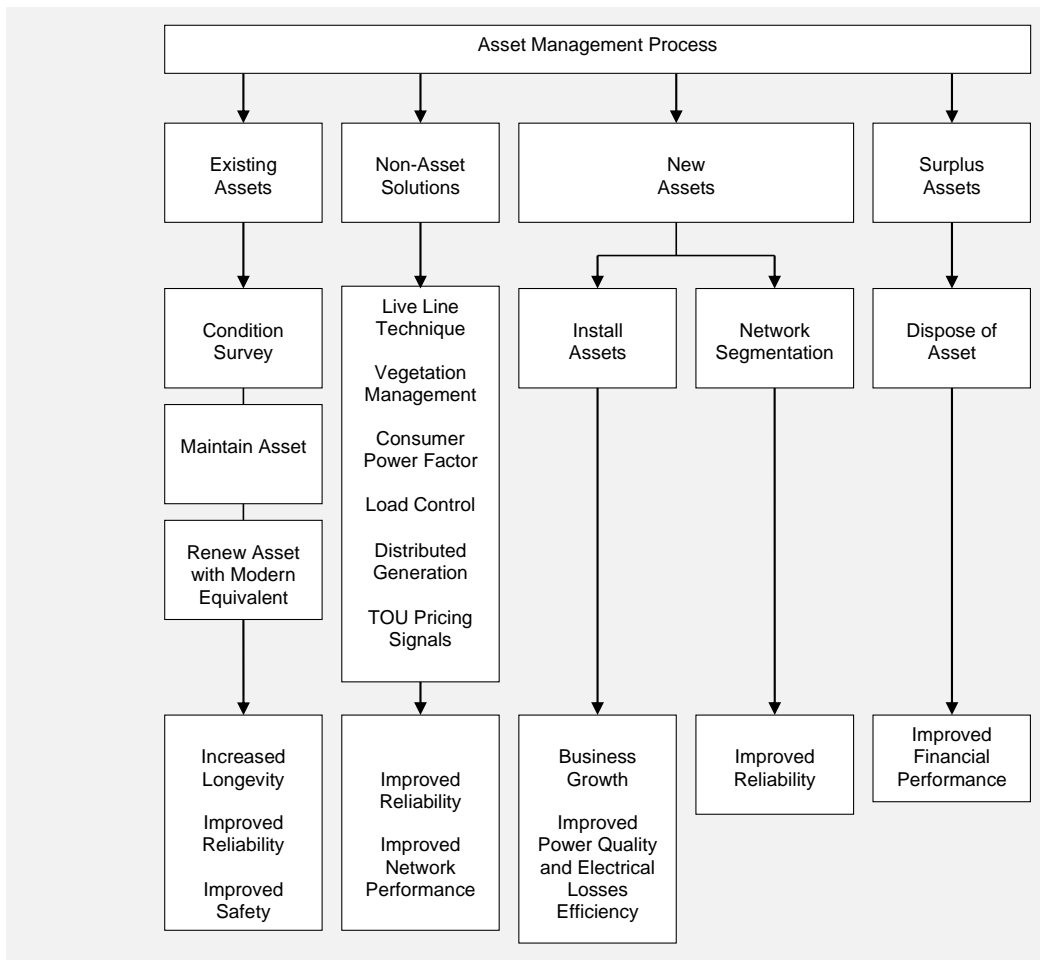 Asset Management Process
Existing
Assets
Non-Asset
Solutions
New
Assets
Surplus
Assets
Condition
Survey
Maintain Asset
Renew Asset
with Modern
Equivalent
Live Line
Technique
Vegetation
Management
Consumer
Power Factor
Load Control
Distributed
Generation
TOU Pricing
Signals
Install
Assets
Network
Segmentation
Dispose of
Asset
Increased
Longevity
Improved
Reliability
Improved
Safety
Improved
Reliability
Improved
Network
Performance
Business
Growth
Improved
Power Quality
and Electrical
Losses
Efficiency
Improved
Reliability
Improved
Financial
Performance